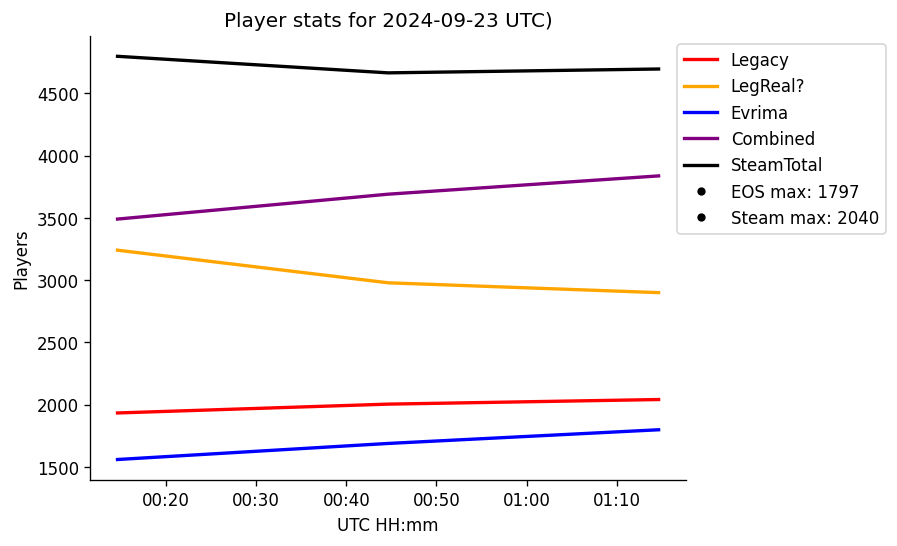 Player stats for 2024-09-23 UTC)
Legacy
LegReal?
Evrima
Combined
SteamTotal
EOS max: 1797
Steam max: 2040
Players
4500
4000
3500
3000
2500
2000
1500
00:20 00:30 00:40 00:50 01:00 01:10
UTC HH:mm